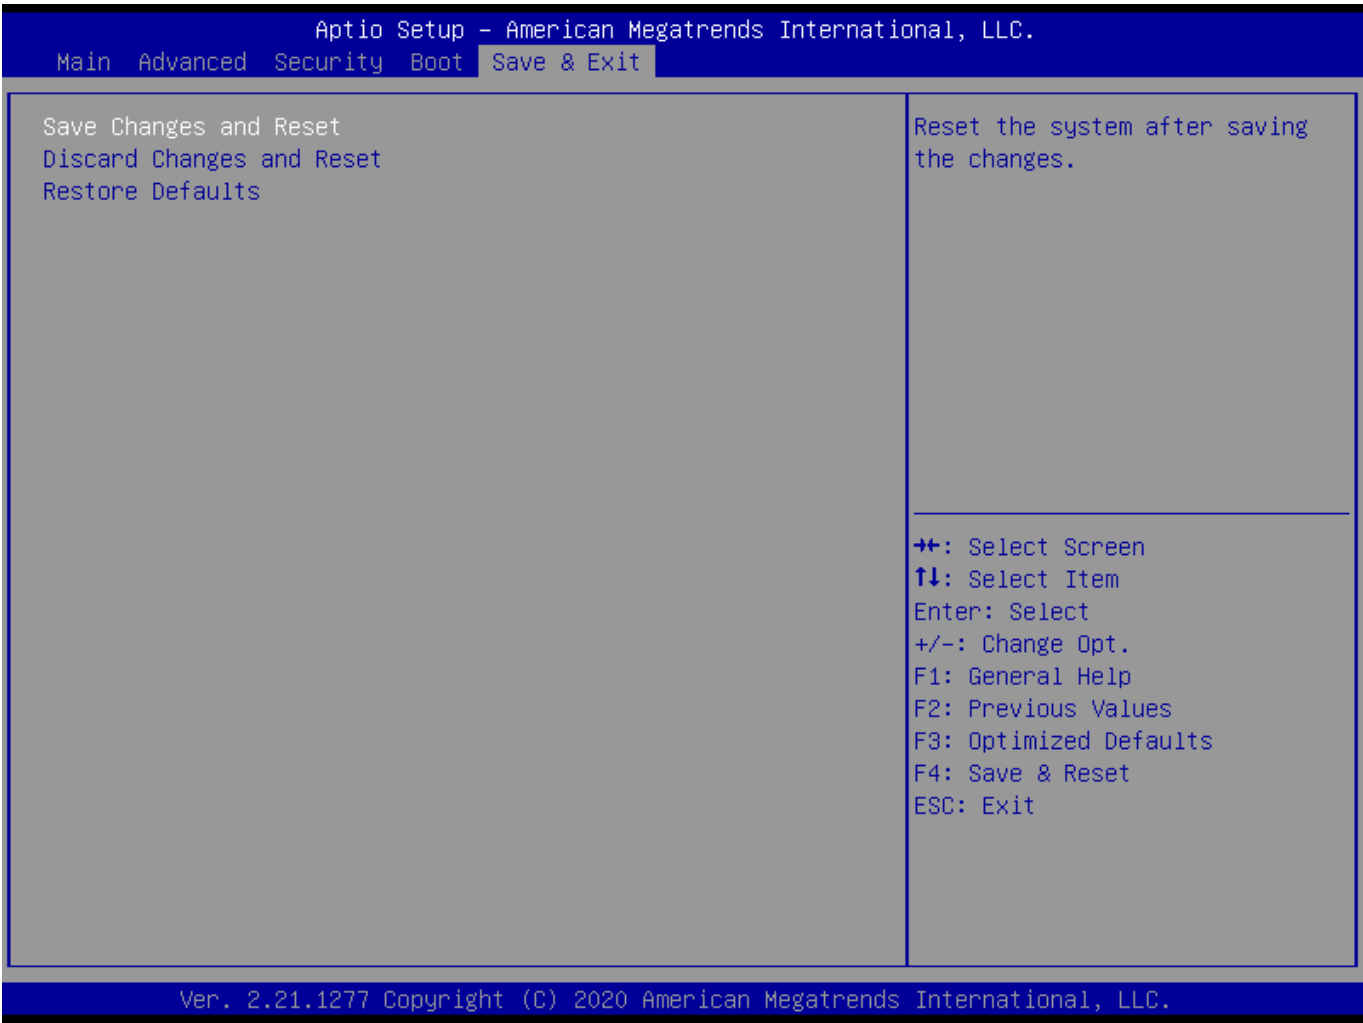 Aptio Setup – American Megatrends International, LLC.
Main Advanced Security Boot Save & Exit
Save Changes and Reset
Discard Changes and Reset
Restore Defaults
Reset the system after saving
the changes.
→←: Select Screen
↑↓: Select Item
Enter: Select
+/-: Change Opt.
F1: General Help
F2: Previous Values
F3: Optimized Defaults
F4: Save & Reset
ESC: Exit
Ver. 2.21.1277 Copyright (C) 2020 American Megatrends International, LLC.